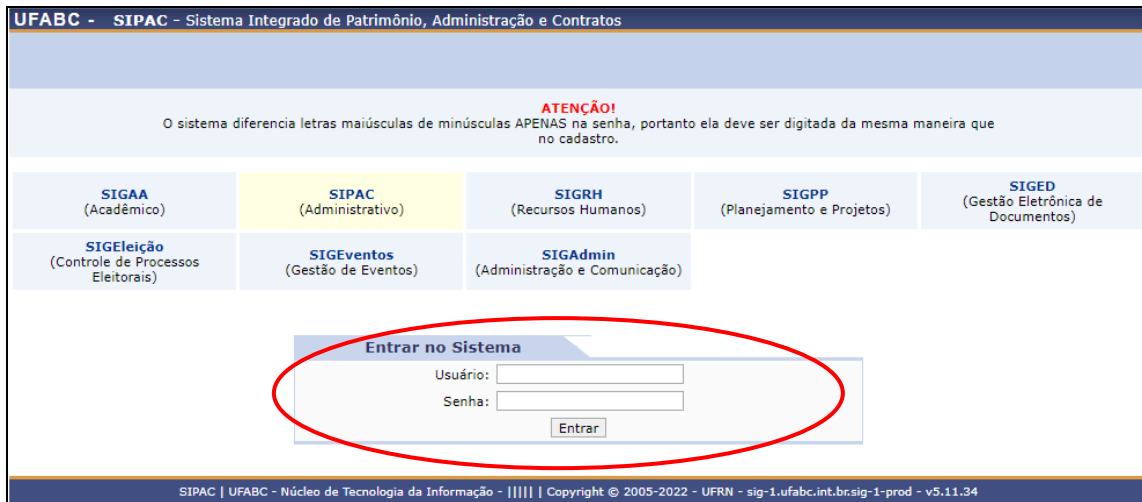 UFABC - SIPAC - Sistema Integrado de Patrimônio, Administração e Contratos
ATENÇÃO!
O sistema diferencia letras maiúsculas de minúsculas APENAS na senha, portanto ela deve ser digitada da mesma maneira que
no cadastro.
SIGAA
(Acadêmico)
SIPAC
(Administrativo)
SIGRH
(Recursos Humanos)
SIGPP
(Planejamento e Projetos)
SIGED
(Gestão Eletrônica de
Documentos)
SIGEleição
(Controle de Processos
Eleitorais)
SIGEventos
(Gestão de Eventos)
SIGAdmin
(Administração e Comunicação)
Entrar no Sistema
Usuário:
Senha:
Entrar
SIPAC | UFABC - Núcleo de Tecnologia da Informação - ||||| | Copyright © 2005-2022 - UFRN - sig-1.ufabc.int.br.sig-1-prod - v5.11.34